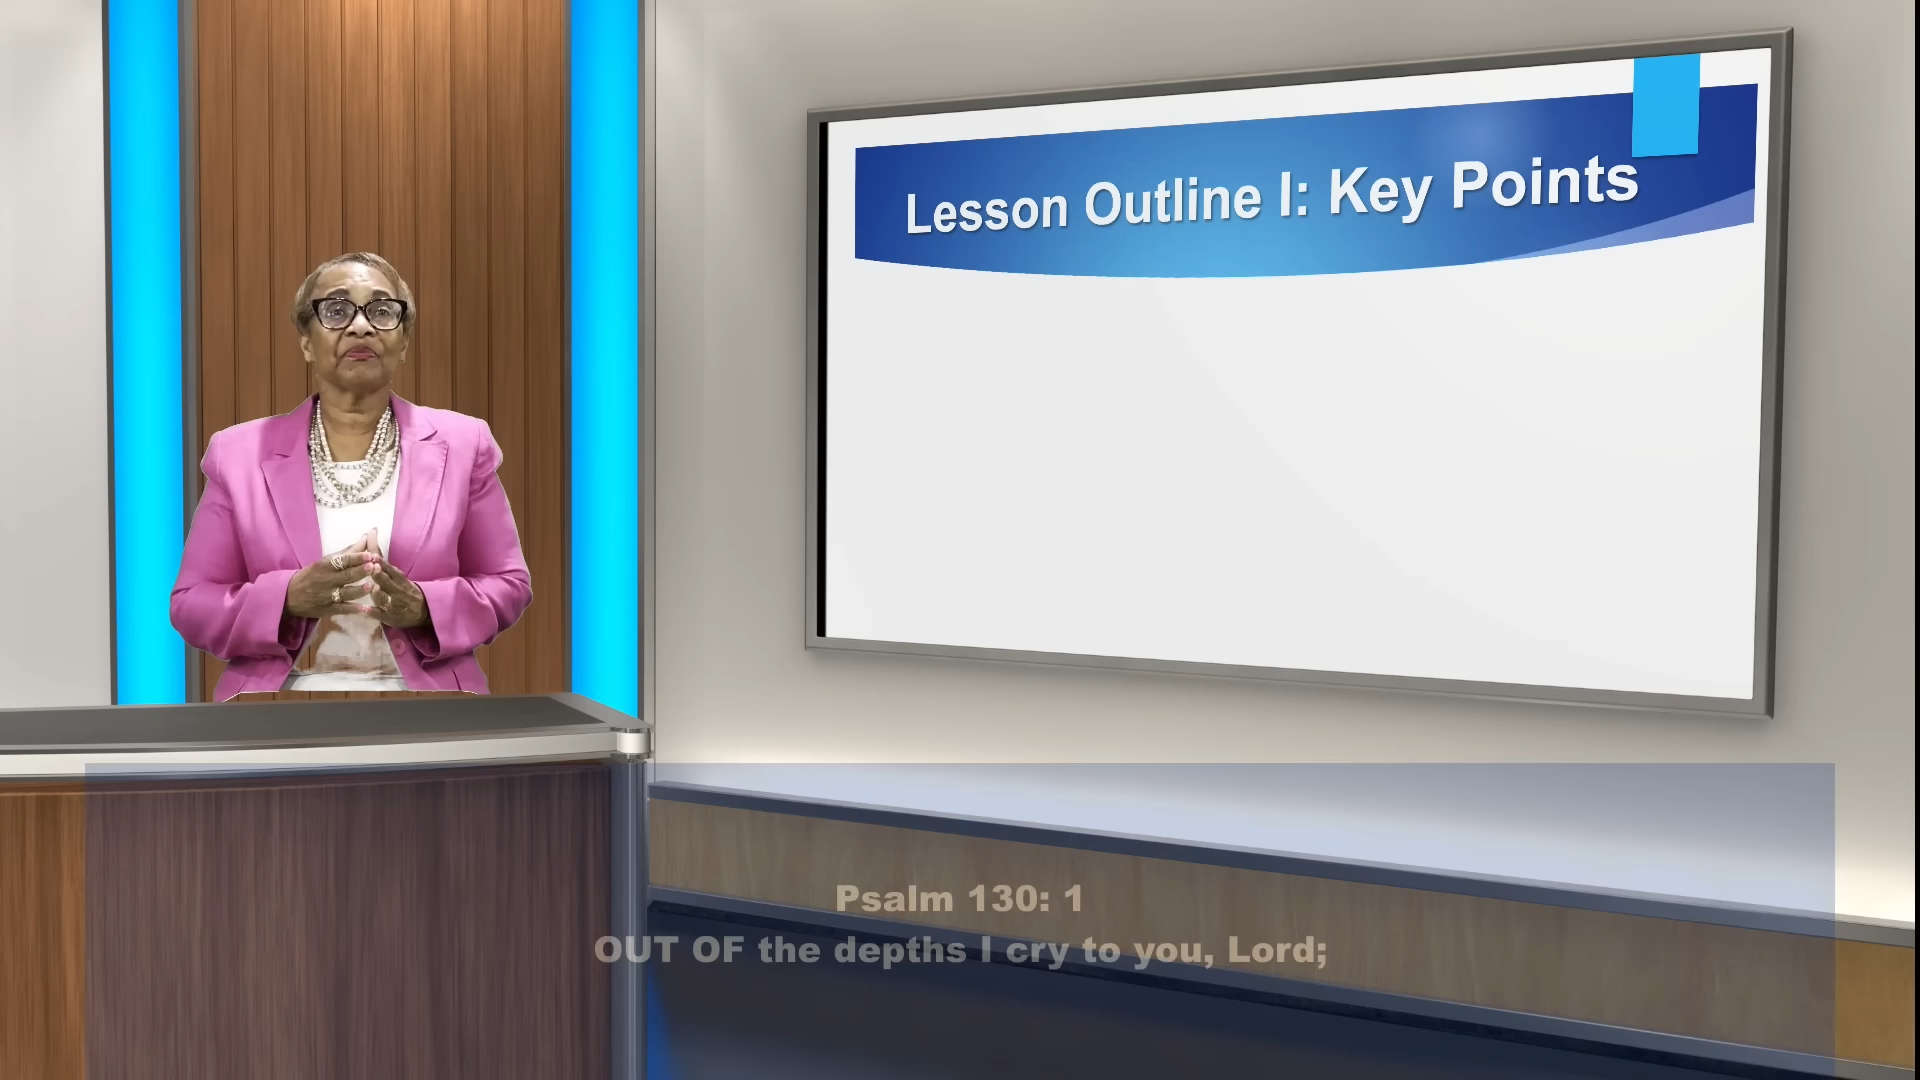 Lesson Outline I: Key Points
Psalm 130: 1
OUT OF the depths I cry to you, Lord;